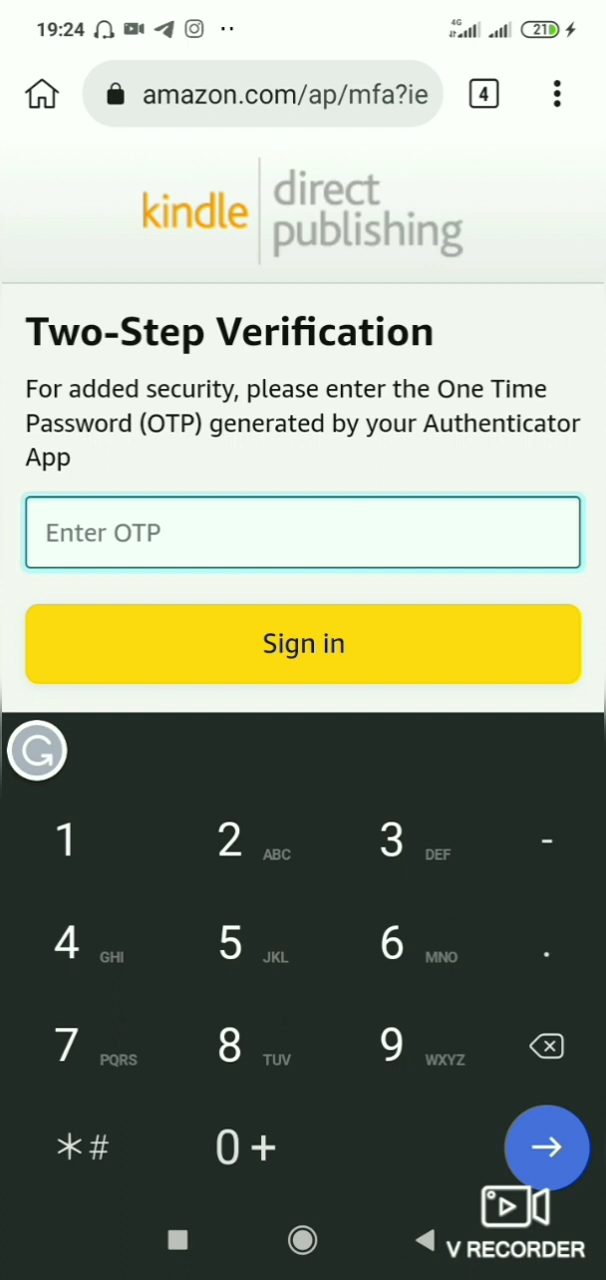 19:24
4G
21
amazon.com/ap/mfa?ie
4
kindle
direct
publishing
Two-Step Verification
For added security, please enter the One Time
Password (OTP) generated by your Authenticator
App
Enter OTP
Sign in
1 2 ABC 3 DEF -
4 GHI 5 JKL 6 MNO .
7 PQRS 8 TUV 9 WXYZ
*# 0 +
V RECORDER